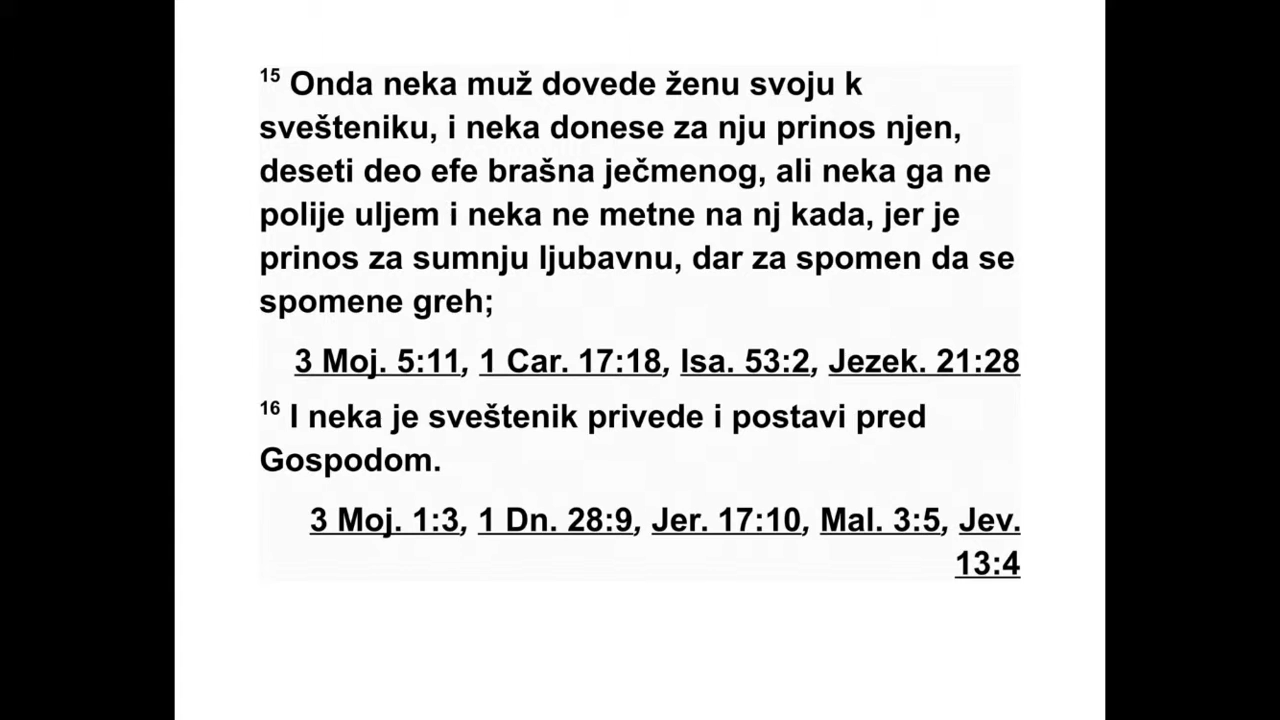 15 Onda neka muž dovede ženu svoju k
svešteniku, i neka donese za nju prinos njen,
deseti deo efe brašna ječmenog, ali neka ga ne
polije uljem i neka ne metne na nj kada, jer je
prinos za sumnju ljubavnu, dar za spomen da se
spomene greh;
3 Moj. 5:11, 1 Car. 17:18, Isa. 53:2, Jezek. 21:28
16 I neka je sveštenik privede i postavi pred
Gospodom.
3 Moj. 1:3, 1 Dn. 28:9, Jer. 17:10, Mal. 3:5, Jev.
13:4